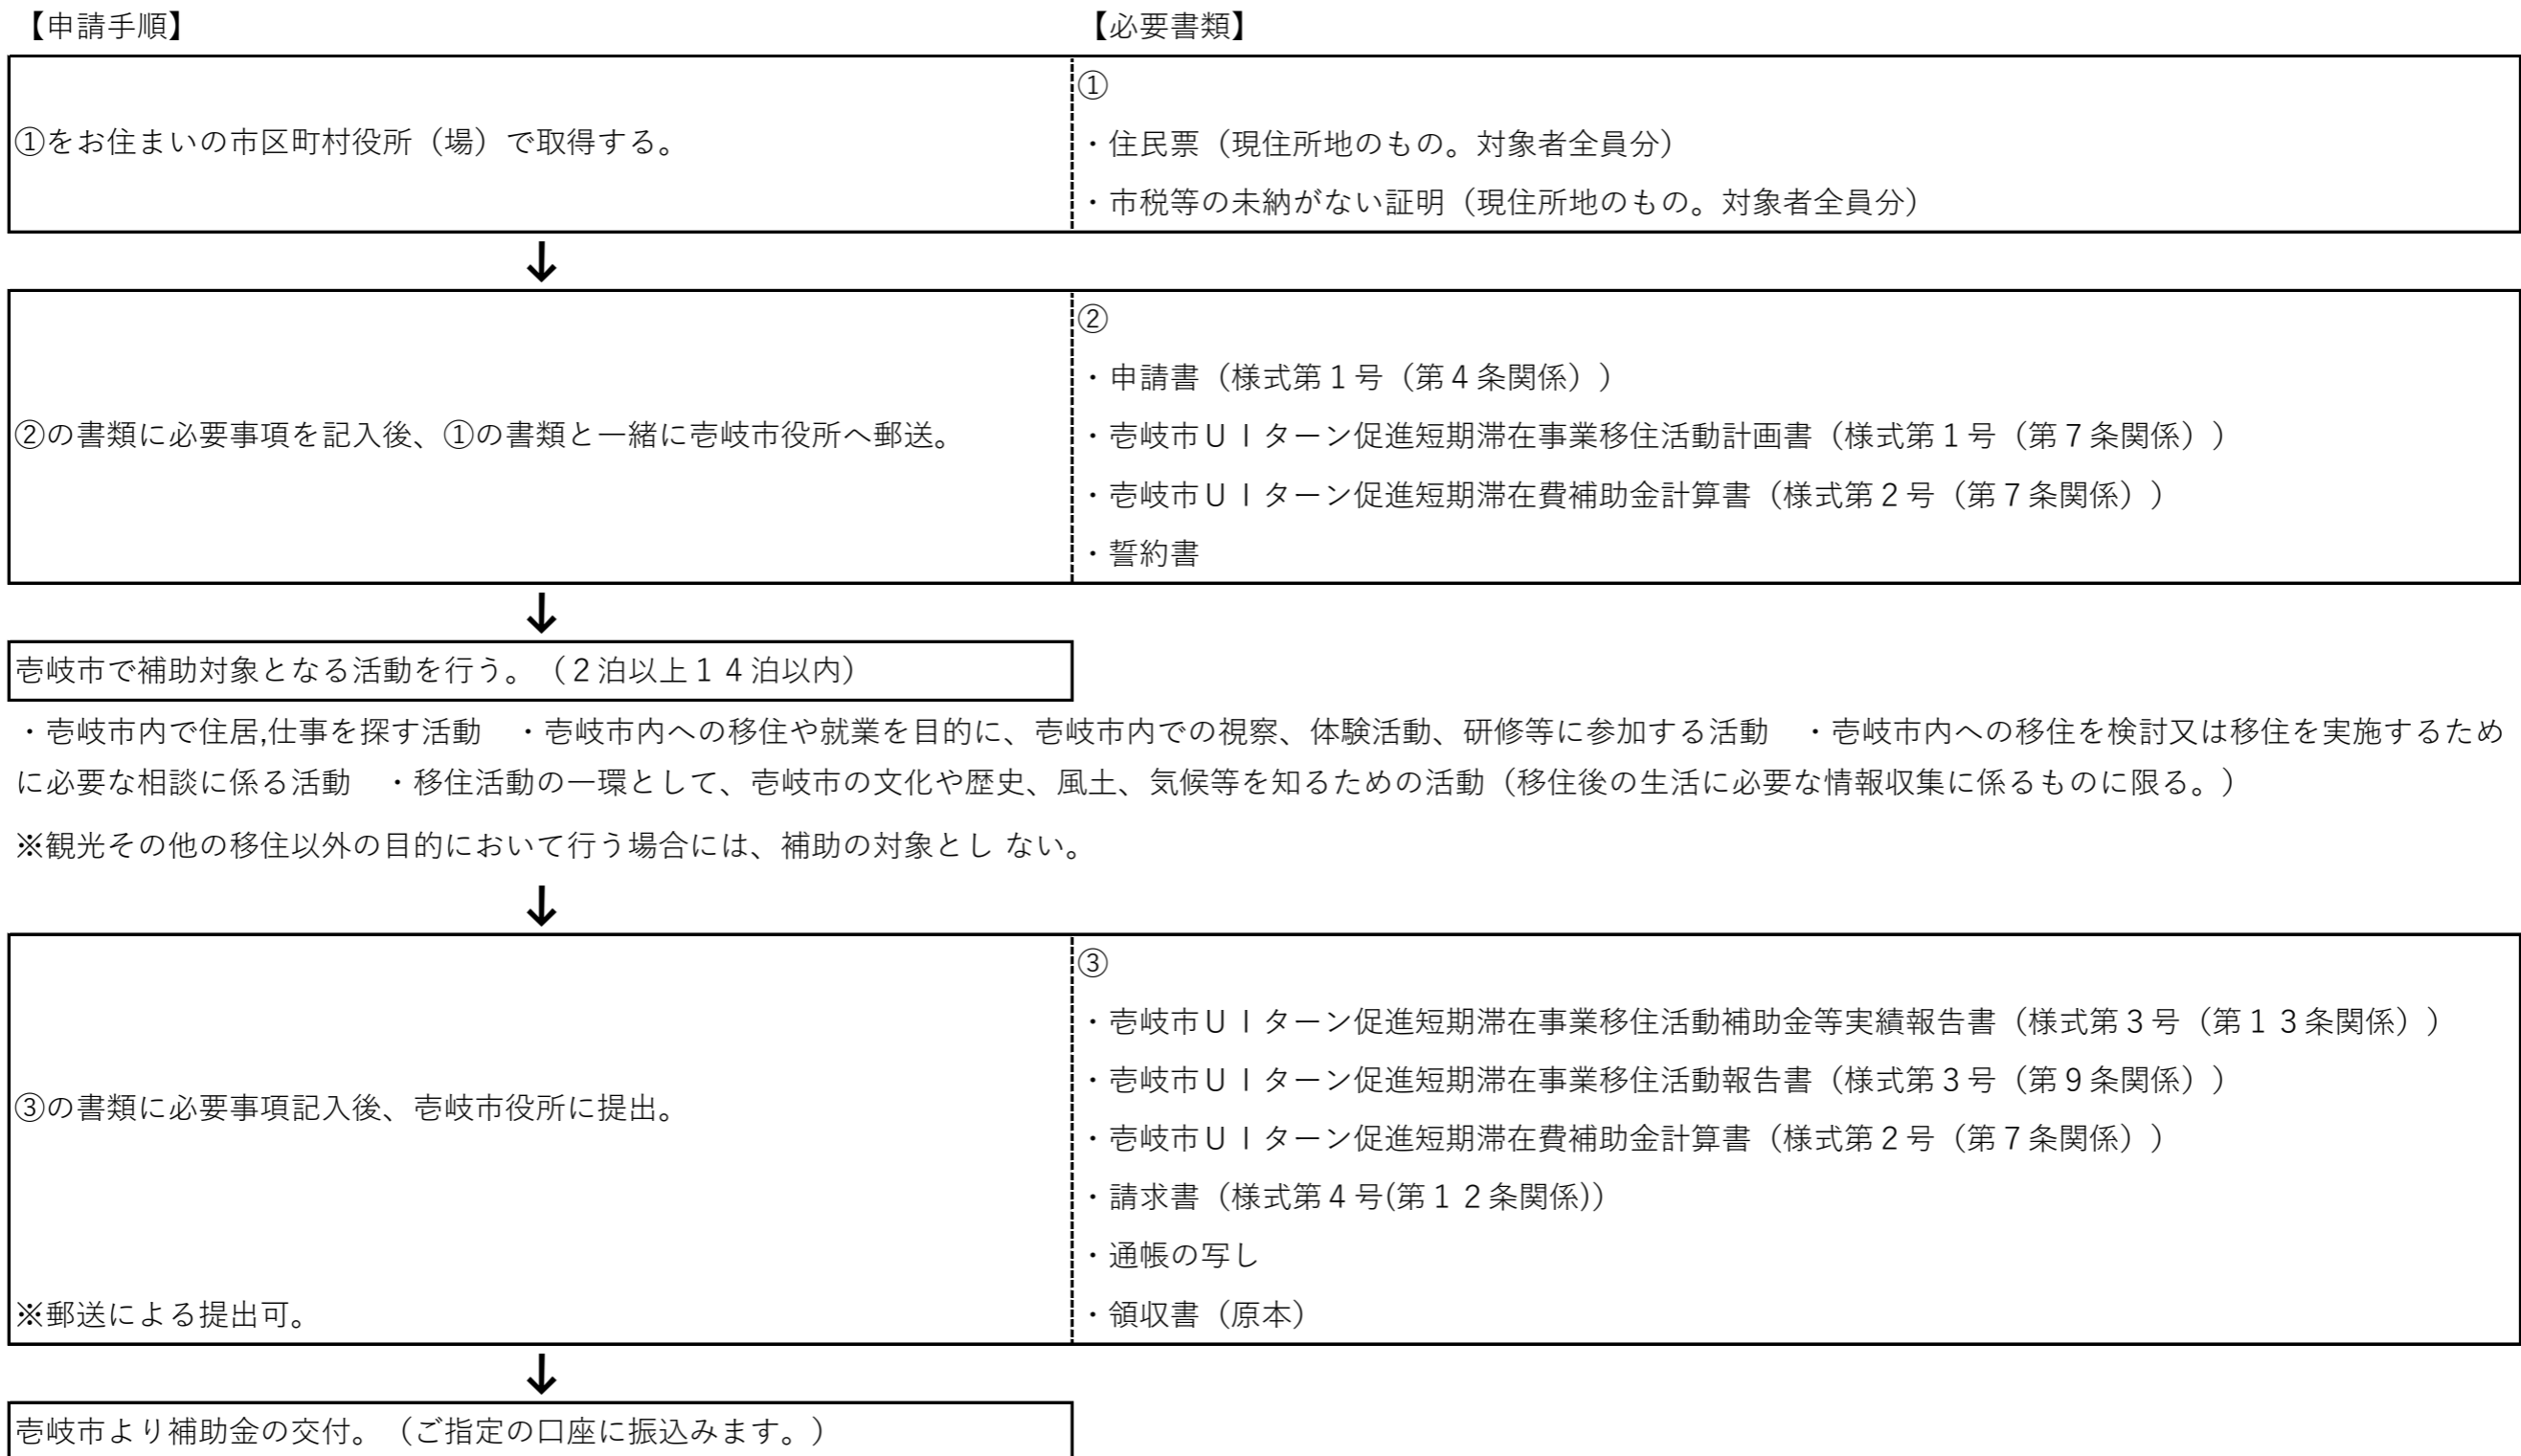 【申請手順】
【必要書類】
①をお住まいの市区町村役所（場）で取得する。
①
・住民票（現住所地のもの。対象者全員分）
・市税等の未納がない証明（現住所地のもの。対象者全員分）
↓
②の書類に必要事項を記入後、①の書類と一緒に壱岐市役所へ郵送。
②
・申請書（様式第１号（第４条関係））
・壱岐市ＵＩターン促進短期滞在事業移住活動計画書（様式第１号（第７条関係））
・壱岐市ＵＩターン促進短期滞在費補助金計算書（様式第２号（第７条関係））
・誓約書
↓
壱岐市で補助対象となる活動を行う。（２泊以上１４泊以内）
・壱岐市内で住居,仕事を探す活動　・壱岐市内への移住や就業を目的に、壱岐市内での視察、体験活動、研修等に参加する活動　・壱岐市内への移住を検討又は移住を実施するため
に必要な相談に係る活動　・移住活動の一環として、壱岐市の文化や歴史、風土、気候等を知るための活動（移住後の生活に必要な情報収集に係るものに限る。）
※観光その他の移住以外の目的において行う場合には、補助の対象とし ない。
↓
③の書類に必要事項記入後、壱岐市役所に提出。
※郵送による提出可。
③
・壱岐市ＵＩターン促進短期滞在事業移住活動補助金等実績報告書（様式第３号（第１３条関係））
・壱岐市ＵＩターン促進短期滞在事業移住活動報告書（様式第３号（第９条関係））
・壱岐市ＵＩターン促進短期滞在費補助金計算書（様式第２号（第７条関係））
・請求書（様式第４号(第１２条関係)）
・通帳の写し
・領収書（原本）
↓
壱岐市より補助金の交付。（ご指定の口座に振込みます。）